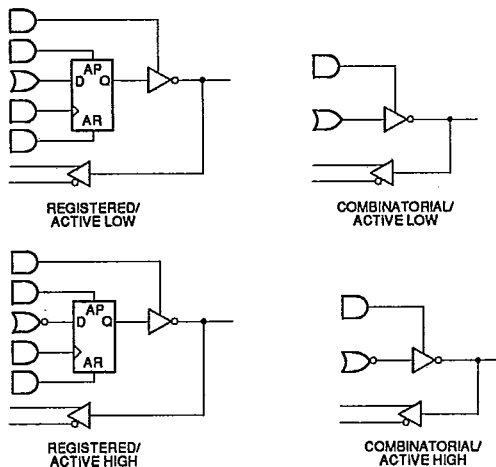 AP
D Q
AR
REGISTERED/
ACTIVE LOW
COMBINATORIAL/
ACTIVE LOW
AP
D Q
AR
REGISTERED/
ACTIVE HIGH
COMBINATORIAL/
ACTIVE HIGH